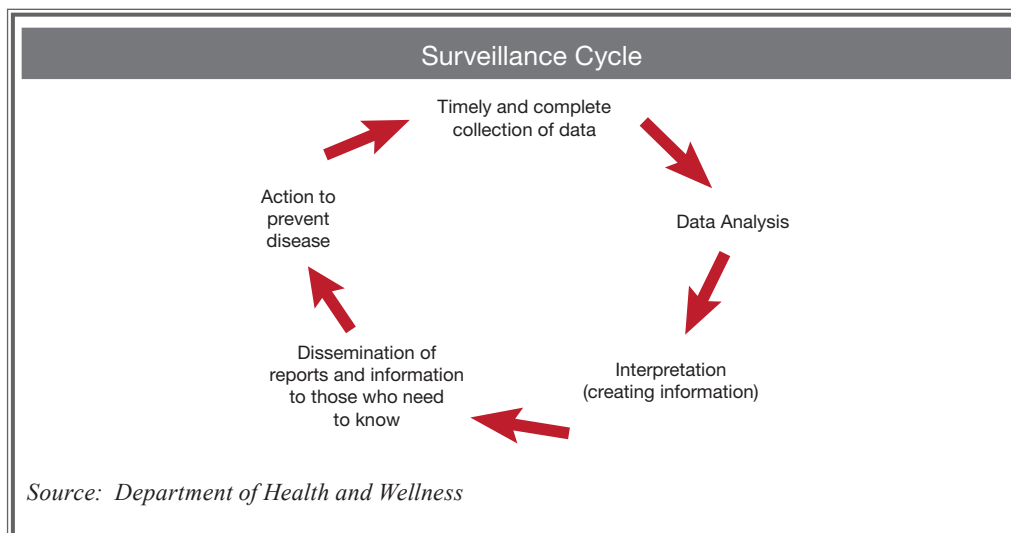 Surveillance Cycle
Timely and complete
collection of data
Data Analysis
Interpretation
(creating information)
Dissemination of
reports and information
to those who need
to know
Action to
prevent
disease
Source: Department of Health and Wellness